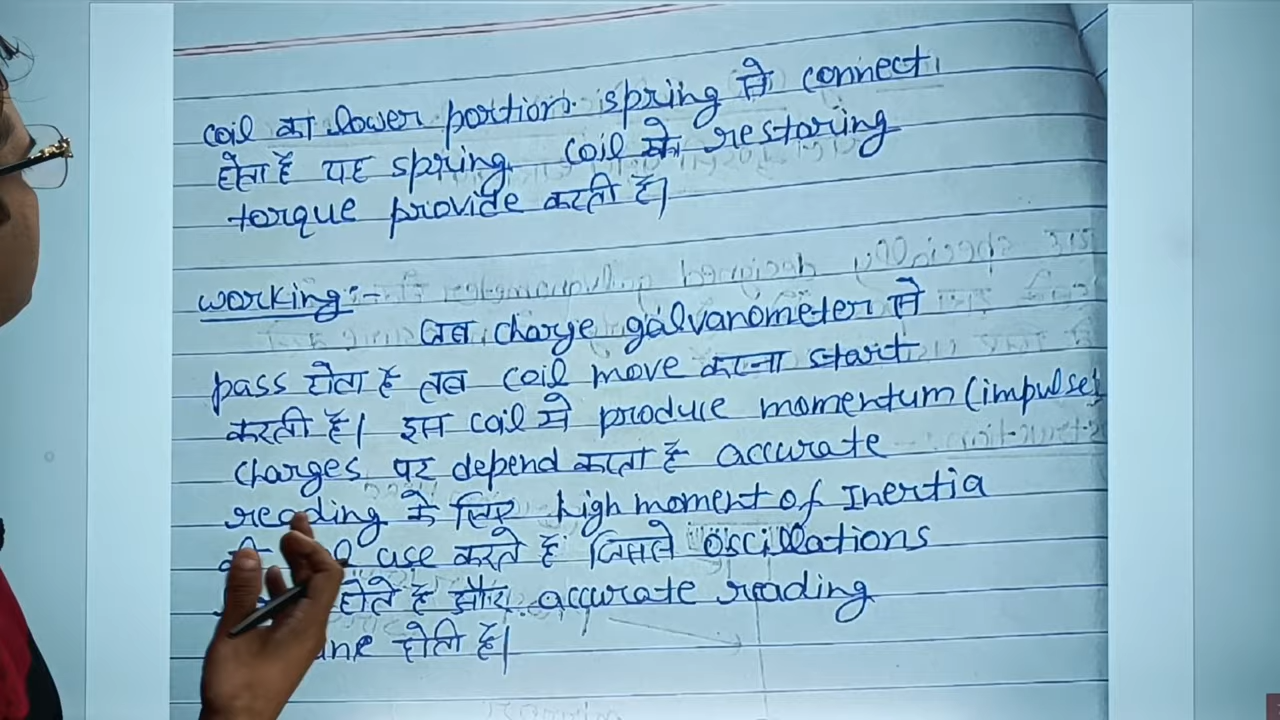 coil का lower portion spring से connect
होता है यह spring coil को restoring
torque provide करती है।
working:-
जब charge galvanometer से
pass होता है तब coil move करना start
करती है। इस coil मे produce momentum (impulse)
charges पर depend करता है accurate
reading के लिए high moment of Inertia
use करते हैं जिससे oscillations
होते है और accurate reading
होती है।